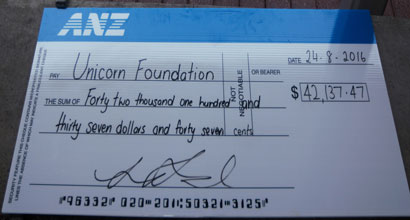 ANZ
DATE 24-8-2016
PAY Unicorn Foundation OR BEARER
NOT NEGOTIABLE
THE SUM OF Forty two thousand one hundred and
$ 42,137.47
thirty seven dollars and forty seven cents
"96332" 020"201:50321"3125"